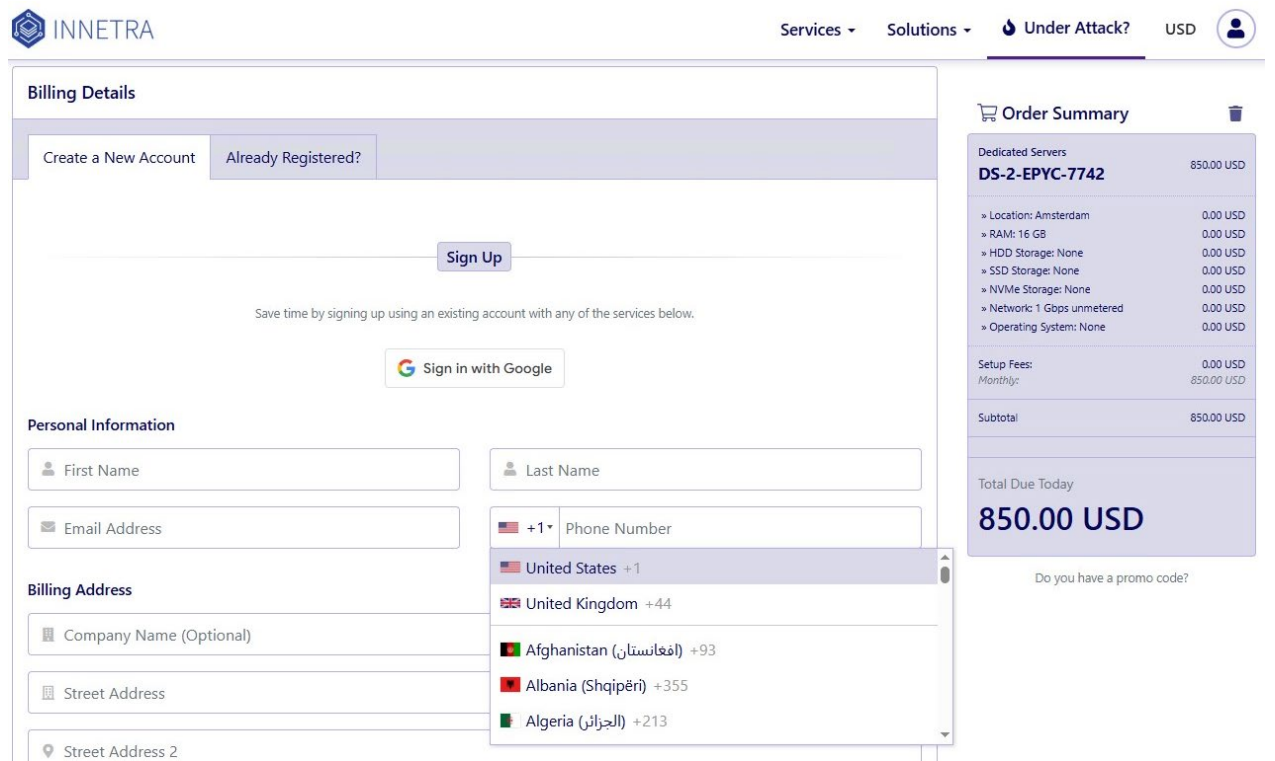 INNETRA
Services
Solutions
Under Attack?
USD
Billing Details
Create a New Account
Already Registered?
Sign Up
Save time by signing up using an existing account with any of the services below.
Sign in with Google
Personal Information
First Name
Last Name
Email Address
+1
Phone Number
United States +1
United Kingdom +44
Afghanistan (‫افغانستان‬‎) +93
Albania (Shqipëri) +355
Algeria (‫الجزائر‬‎) +213
Billing Address
Company Name (Optional)
Street Address
Street Address 2
Order Summary
Dedicated Servers
DS-2-EPYC-7742 850.00 USD
» Location: Amsterdam 0.00 USD
» RAM: 16 GB 0.00 USD
» HDD Storage: None 0.00 USD
» SSD Storage: None 0.00 USD
» NVMe Storage: None 0.00 USD
» Network: 1 Gbps unmetered 0.00 USD
» Operating System: None 0.00 USD
Setup Fees: 0.00 USD
Monthly: 850.00 USD
Subtotal 850.00 USD
Total Due Today
850.00 USD
Do you have a promo code?